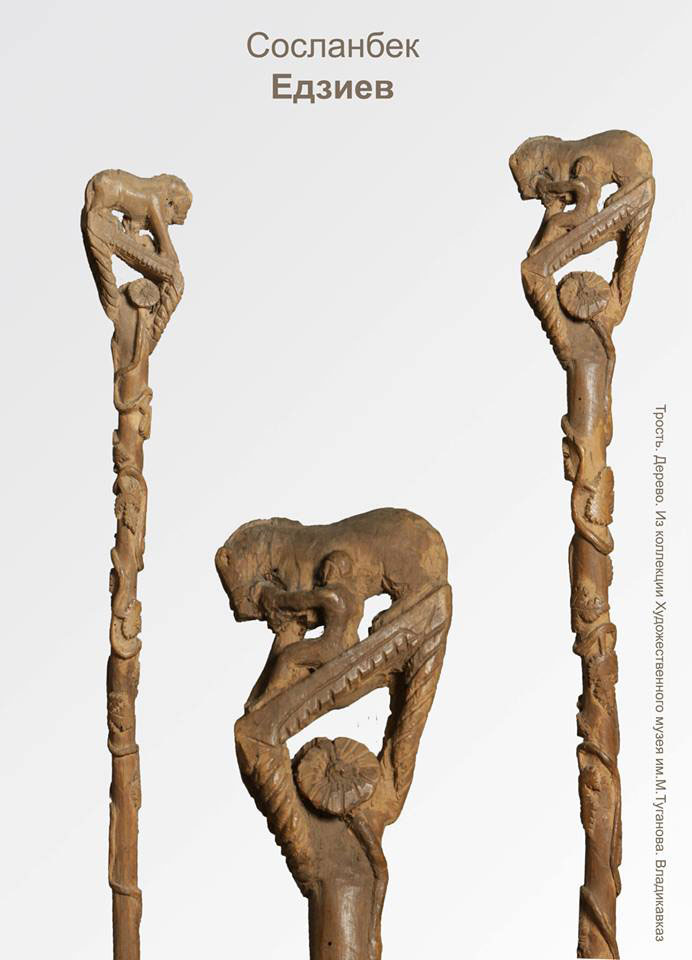 Сосланбек
Едзиев
Трость. Дерево. Из коллекции Художественного музея им.М.Туганова. Владикавказ